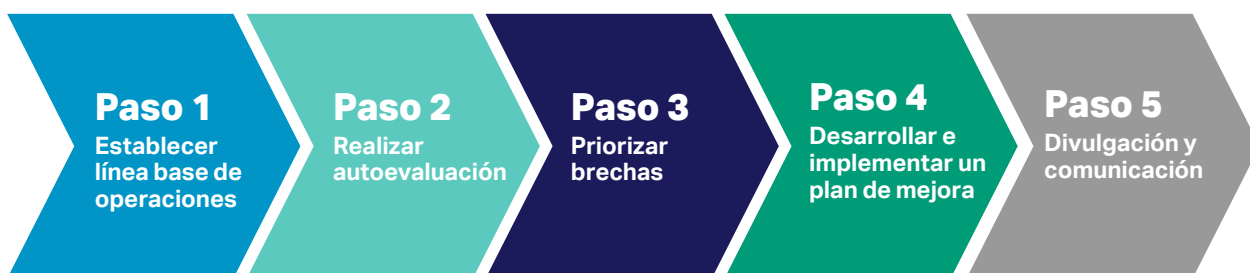 Paso 1
Establecer
línea base de
operaciones
Paso 2
Realizar
autoevaluación
Paso 3
Priorizar
brechas
Paso 4
Desarrollar e
implementar un
plan de mejora
Paso 5
Divulgación y
comunicación